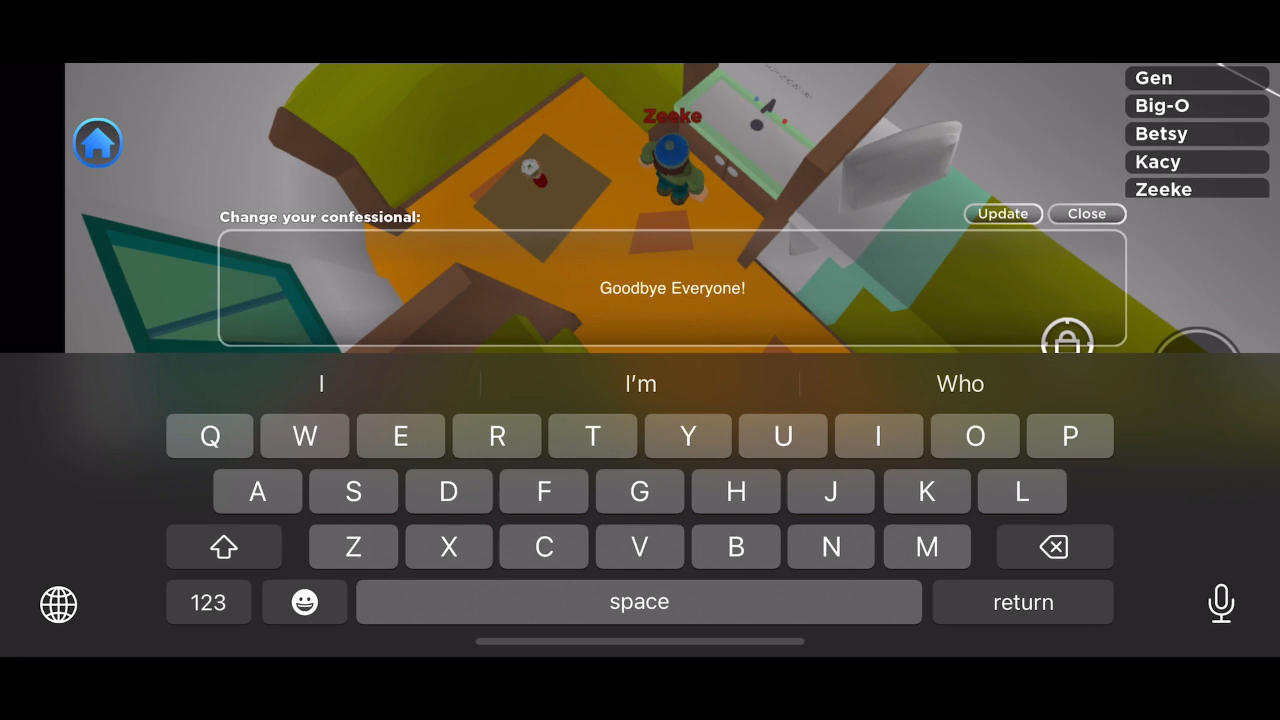 Gen
Big-O
Zeeke
Betsy
Kacy
Zeeke
Change your confessional:
Update
Close
Goodbye Everyone!
I
I'm
Who
Q W E R T Y U I O P
A S D F G H J K L
Z X C V B N M
123
space
return